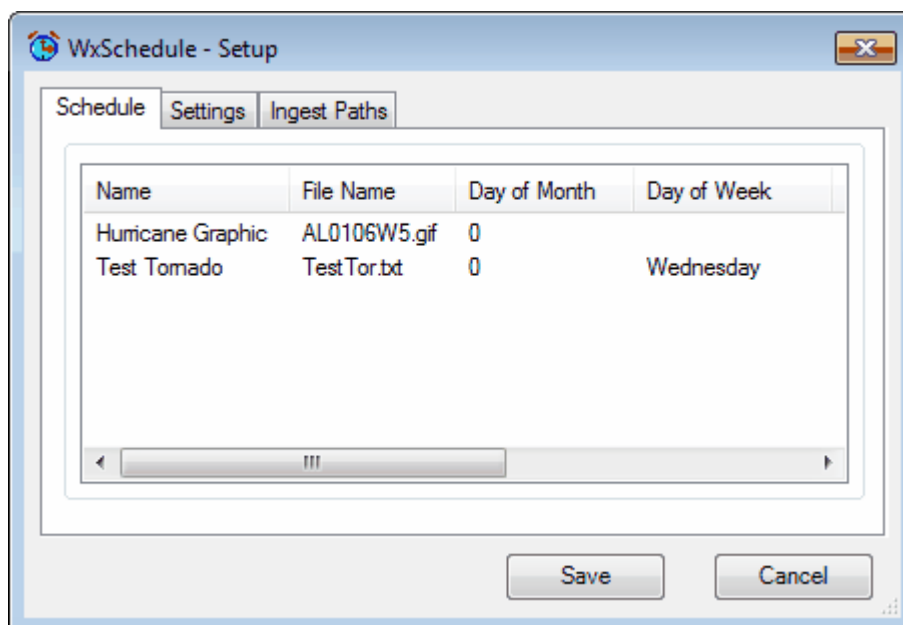 WxSchedule - Setup
Schedule Settings Ingest Paths
Name File Name Day of Month Day of Week
Hurricane Graphic AL0106W5.gif 0
Test Tornado TestTor.txt 0 Wednesday
Save Cancel